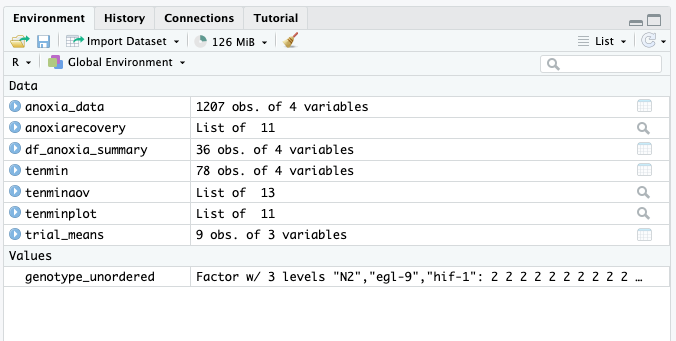 Environment History Connections Tutorial
Import Dataset 126 MiB List
R Global Environment
Data
anoxia_data 1207 obs. of 4 variables
anoxiarecovery List of 11
df_anoxia_summary 36 obs. of 4 variables
tenmin 78 obs. of 4 variables
tenminaov List of 13
tenminplot List of 11
trial_means 9 obs. of 3 variables
Values
genotype_unordered Factor w/ 3 levels "N2","egl-9","hif-1": 2 2 2 2 2 2 2 2 2 2 …